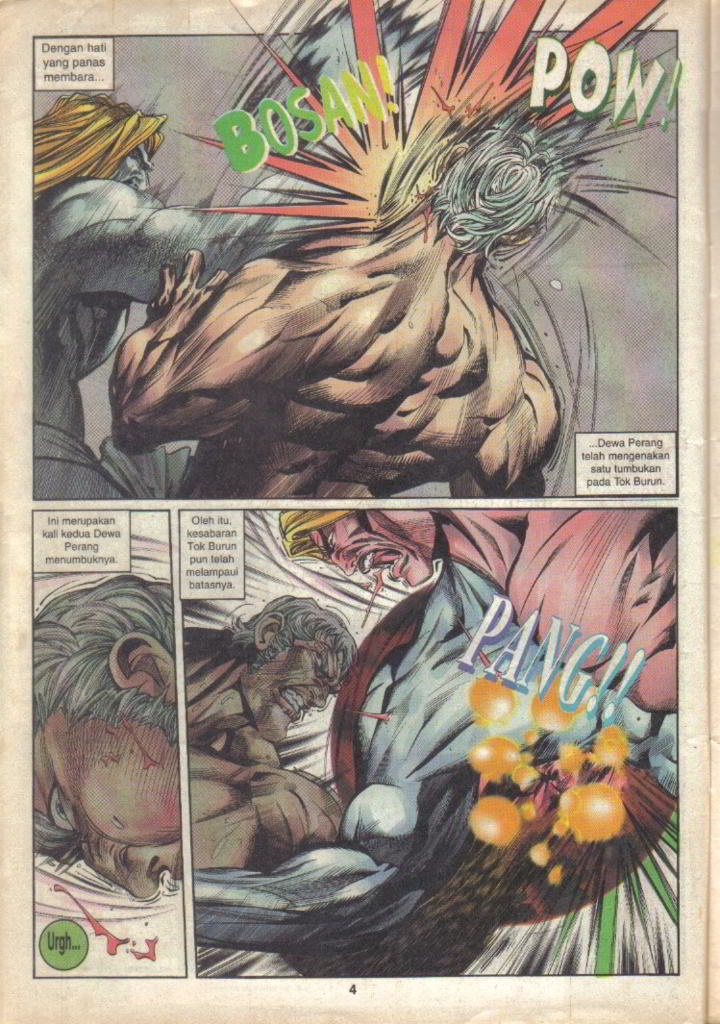 Dengan hati
yang panas
membara...
BOSAN!
POW!
...Dewa Perang
telah mengenakan
satu tumbukan
pada Tok Burun.
Ini merupakan
kali kedua Dewa
Perang
menumbuknya.
Urgh...
Oleh itu,
kesabaran
Tok Burun
pun telah
melampaui
batasnya.
PANG!!
4